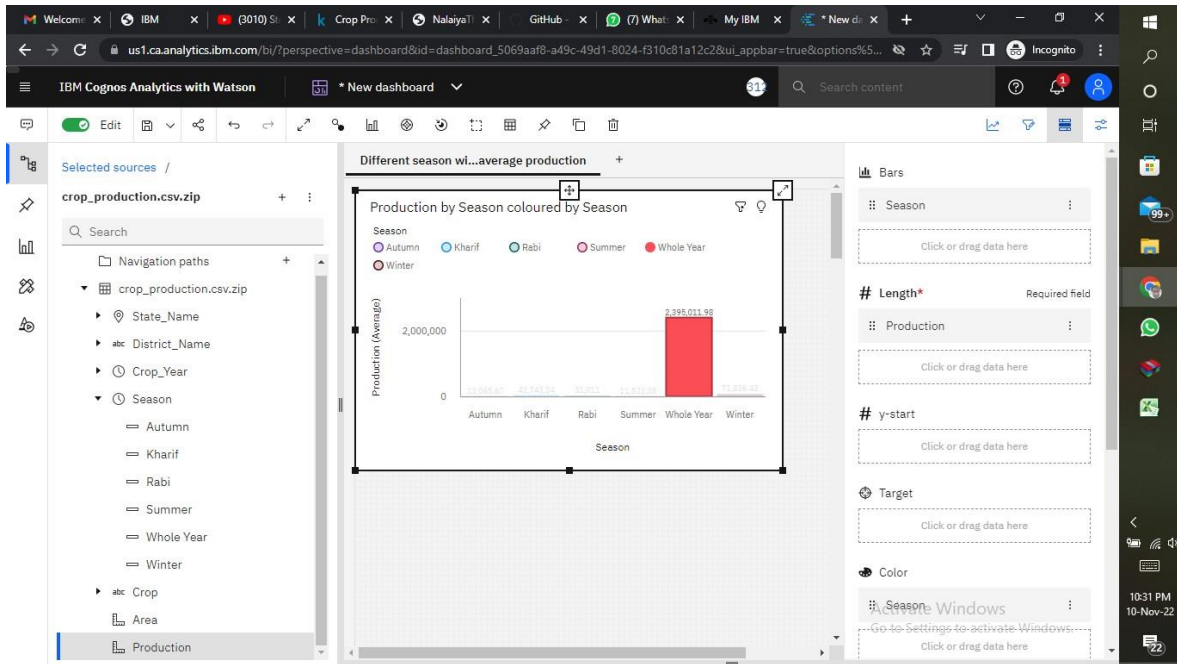 Welcome
IBM
(3010) St
Crop Pro
NalaiyaT
GitHub -
(7) What
My IBM
* New da
us1.ca.analytics.ibm.com/bi/?perspective=dashboard&id=dashboard_5069aaf8-a49c-49d1-8024-f310c81a12c2&ui_appbar=true&options%5...
Incognito
IBM Cognos Analytics with Watson
* New dashboard
312
Search content
1
Edit
Selected sources /
crop_production.csv.zip
Search
Navigation paths
crop_production.csv.zip
State_Name
abc District_Name
Crop_Year
Season
Autumn
Kharif
Rabi
Summer
Whole Year
Winter
abc Crop
Area
Production
Different season wi...average production
Production by Season coloured by Season
Season
Autumn Kharif Rabi Summer Whole Year
Winter
Production (Average)
2,000,000
0
2,395,011.98
Autumn Kharif Rabi Summer Whole Year Winter
Season
Bars
Season
Click or drag data here
# Length* Required field
Production
Click or drag data here
# y-start
Click or drag data here
Target
Click or drag data here
Color
Season
Click or drag data here
Activate Windows
Go to Settings to activate Windows.
99+
10:31 PM
10-Nov-22
22